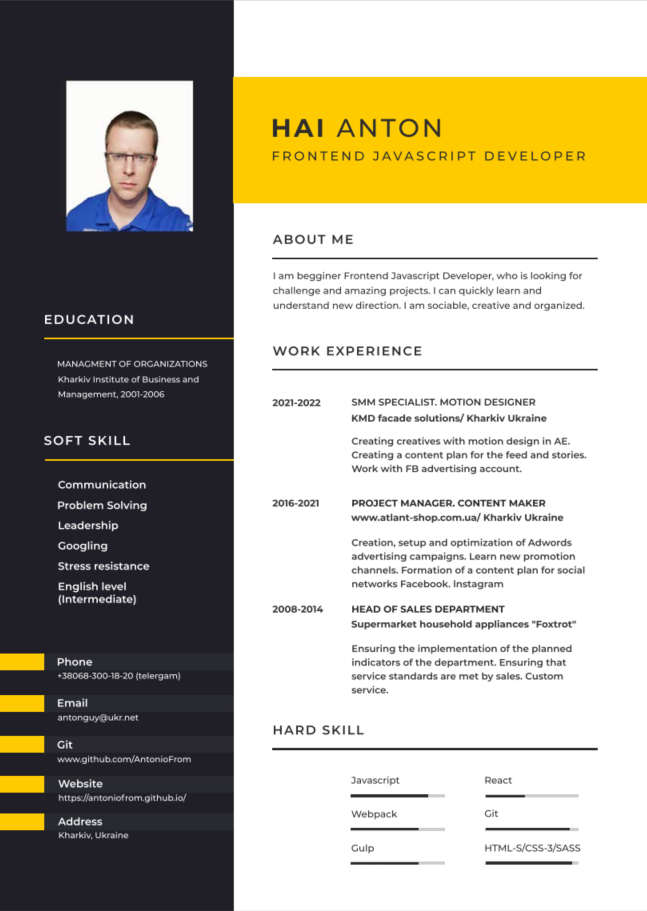 HAI ANTON
FRONTEND JAVASCRIPT DEVELOPER
EDUCATION
MANAGMENT OF ORGANIZATIONS
Kharkiv Institute of Business and
Management, 2001-2006
SOFT SKILL
Communication
Problem Solving
Leadership
Googling
Stress resistance
English level
(Intermediate)
Phone
+38068-300-18-20 (telergam)
Email
antonguy@ukr.net
Git
www.github.com/AntonioFrom
Website
https://antoniofrom.github.io/
Address
Kharkiv, Ukraine
ABOUT ME
I am begginer Frontend Javascript Developer, who is looking for
challenge and amazing projects. I can quickly learn and
understand new direction. I am sociable, creative and organized.
WORK EXPERIENCE
2021-2022
SMM SPECIALIST. MOTION DESIGNER
KMD facade solutions/ Kharkiv Ukraine
Creating creatives with motion design in AE.
Creating a content plan for the feed and stories.
Work with FB advertising account.
2016-2021
PROJECT MANAGER. CONTENT MAKER
www.atlant-shop.com.ua/ Kharkiv Ukraine
Creation, setup and optimization of Adwords
advertising campaigns. Learn new promotion
channels. Formation of a content plan for social
networks Facebook. Instagram
2008-2014
HEAD OF SALES DEPARTMENT
Supermarket household appliances "Foxtrot"
Ensuring the implementation of the planned
indicators of the department. Ensuring that
service standards are met by sales. Custom
service.
HARD SKILL
Javascript
React
Webpack
Git
Gulp
HTML-S/CSS-3/SASS